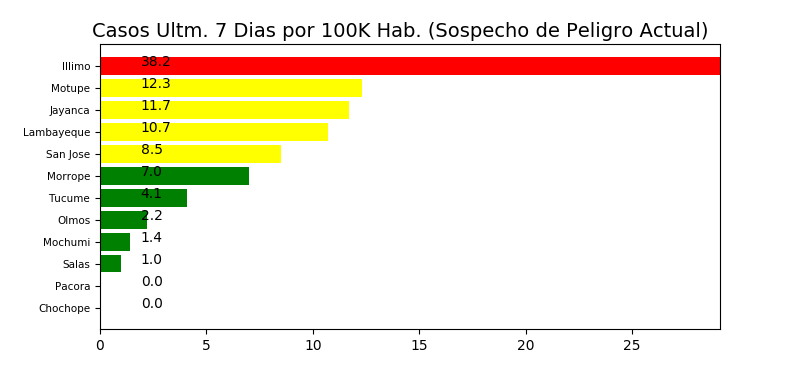 Casos Ultm. 7 Dias por 100K Hab. (Sospecho de Peligro Actual)
Illimo 38.2
Motupe 12.3
Jayanca 11.7
Lambayeque 10.7
San Jose 8.5
Morrope 7.0
Tucume 4.1
Olmos 2.2
Mochumi 1.4
Salas 1.0
Pacora 0.0
Chochope 0.0
0 5 10 15 20 25